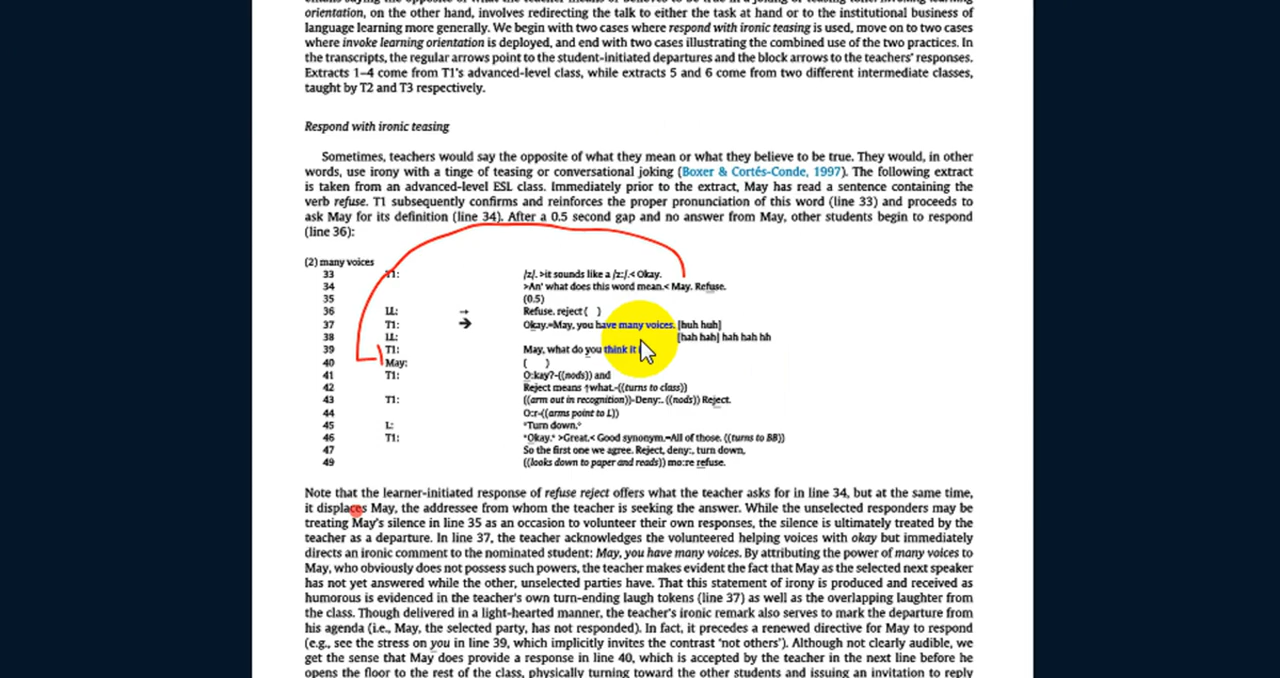 orientation, on the other hand, involves redirecting the talk to either the task at hand or to the institutional business of
language learning more generally. We begin with two cases where respond with ironic teasing is used, move on to two cases
where invoke learning orientation is deployed, and end with two cases illustrating the combined use of the two practices. In
the transcripts, the regular arrows point to the student-initiated departures and the block arrows to the teachers' responses.
Extracts 1–4 come from T1's advanced-level class, while extracts 5 and 6 come from two different intermediate classes,
taught by T2 and T3 respectively.
Respond with ironic teasing
Sometimes, teachers would say the opposite of what they mean or what they believe to be true. They would, in other
words, use irony with a tinge of teasing or conversational joking (Boxer & Cortés-Conde, 1997). The following extract
is taken from an advanced-level ESL class. Immediately prior to the extract, May has read a sentence containing the
verb refuse. T1 subsequently confirms and reinforces the proper pronunciation of this word (line 33) and proceeds to
ask May for its definition (line 34). After a 0.5 second gap and no answer from May, other students begin to respond
(line 36):
(2) many voices
33 T1: /z/. >it sounds like a /z:/.< Okay.
34 >An' what does this word mean.< May. Refuse.
35 (0.5)
36 LL: → Refuse. reject ( )
37 T1: → Okay.=May, you have many voices. [huh huh]
38 LL: [hah hah] hah hah hh
39 T1: May, what do you think it
40 May: ( )
41 T1: O:kay?-((nods)) and
42 Reject means ↑what.-((turns to class))
43 T1: ((arm out in recognition))-Deny:. ((nods)) Reject.
44 O:r-((arms point to L))
45 L: °Turn down.°
46 T1: °Okay.° >Great.< Good synonym.=All of those. ((turns to BB))
47 So the first one we agree. Reject, deny:, turn down,
49 ((looks down to paper and reads)) mo:re refuse.
Note that the learner-initiated response of refuse reject offers what the teacher asks for in line 34, but at the same time,
it displaces May, the addressee from whom the teacher is seeking the answer. While the unselected responders may be
treating May's silence in line 35 as an occasion to volunteer their own responses, the silence is ultimately treated by the
teacher as a departure. In line 37, the teacher acknowledges the volunteered helping voices with okay but immediately
directs an ironic comment to the nominated student: May, you have many voices. By attributing the power of many voices to
May, who obviously does not possess such powers, the teacher makes evident the fact that May as the selected next speaker
has not yet answered while the other, unselected parties have. That this statement of irony is produced and received as
humorous is evidenced in the teacher's own turn-ending laugh tokens (line 37) as well as the overlapping laughter from
the class. Though delivered in a light-hearted manner, the teacher's ironic remark also serves to mark the departure from
his agenda (i.e., May, the selected party, has not responded). In fact, it precedes a renewed directive for May to respond
(e.g., see the stress on you in line 39, which implicitly invites the contrast 'not others'). Although not clearly audible, we
get the sense that May does provide a response in line 40, which is accepted by the teacher in the next line before he
opens the floor to the rest of the class, physically turning toward the other students and issuing an invitation to reply